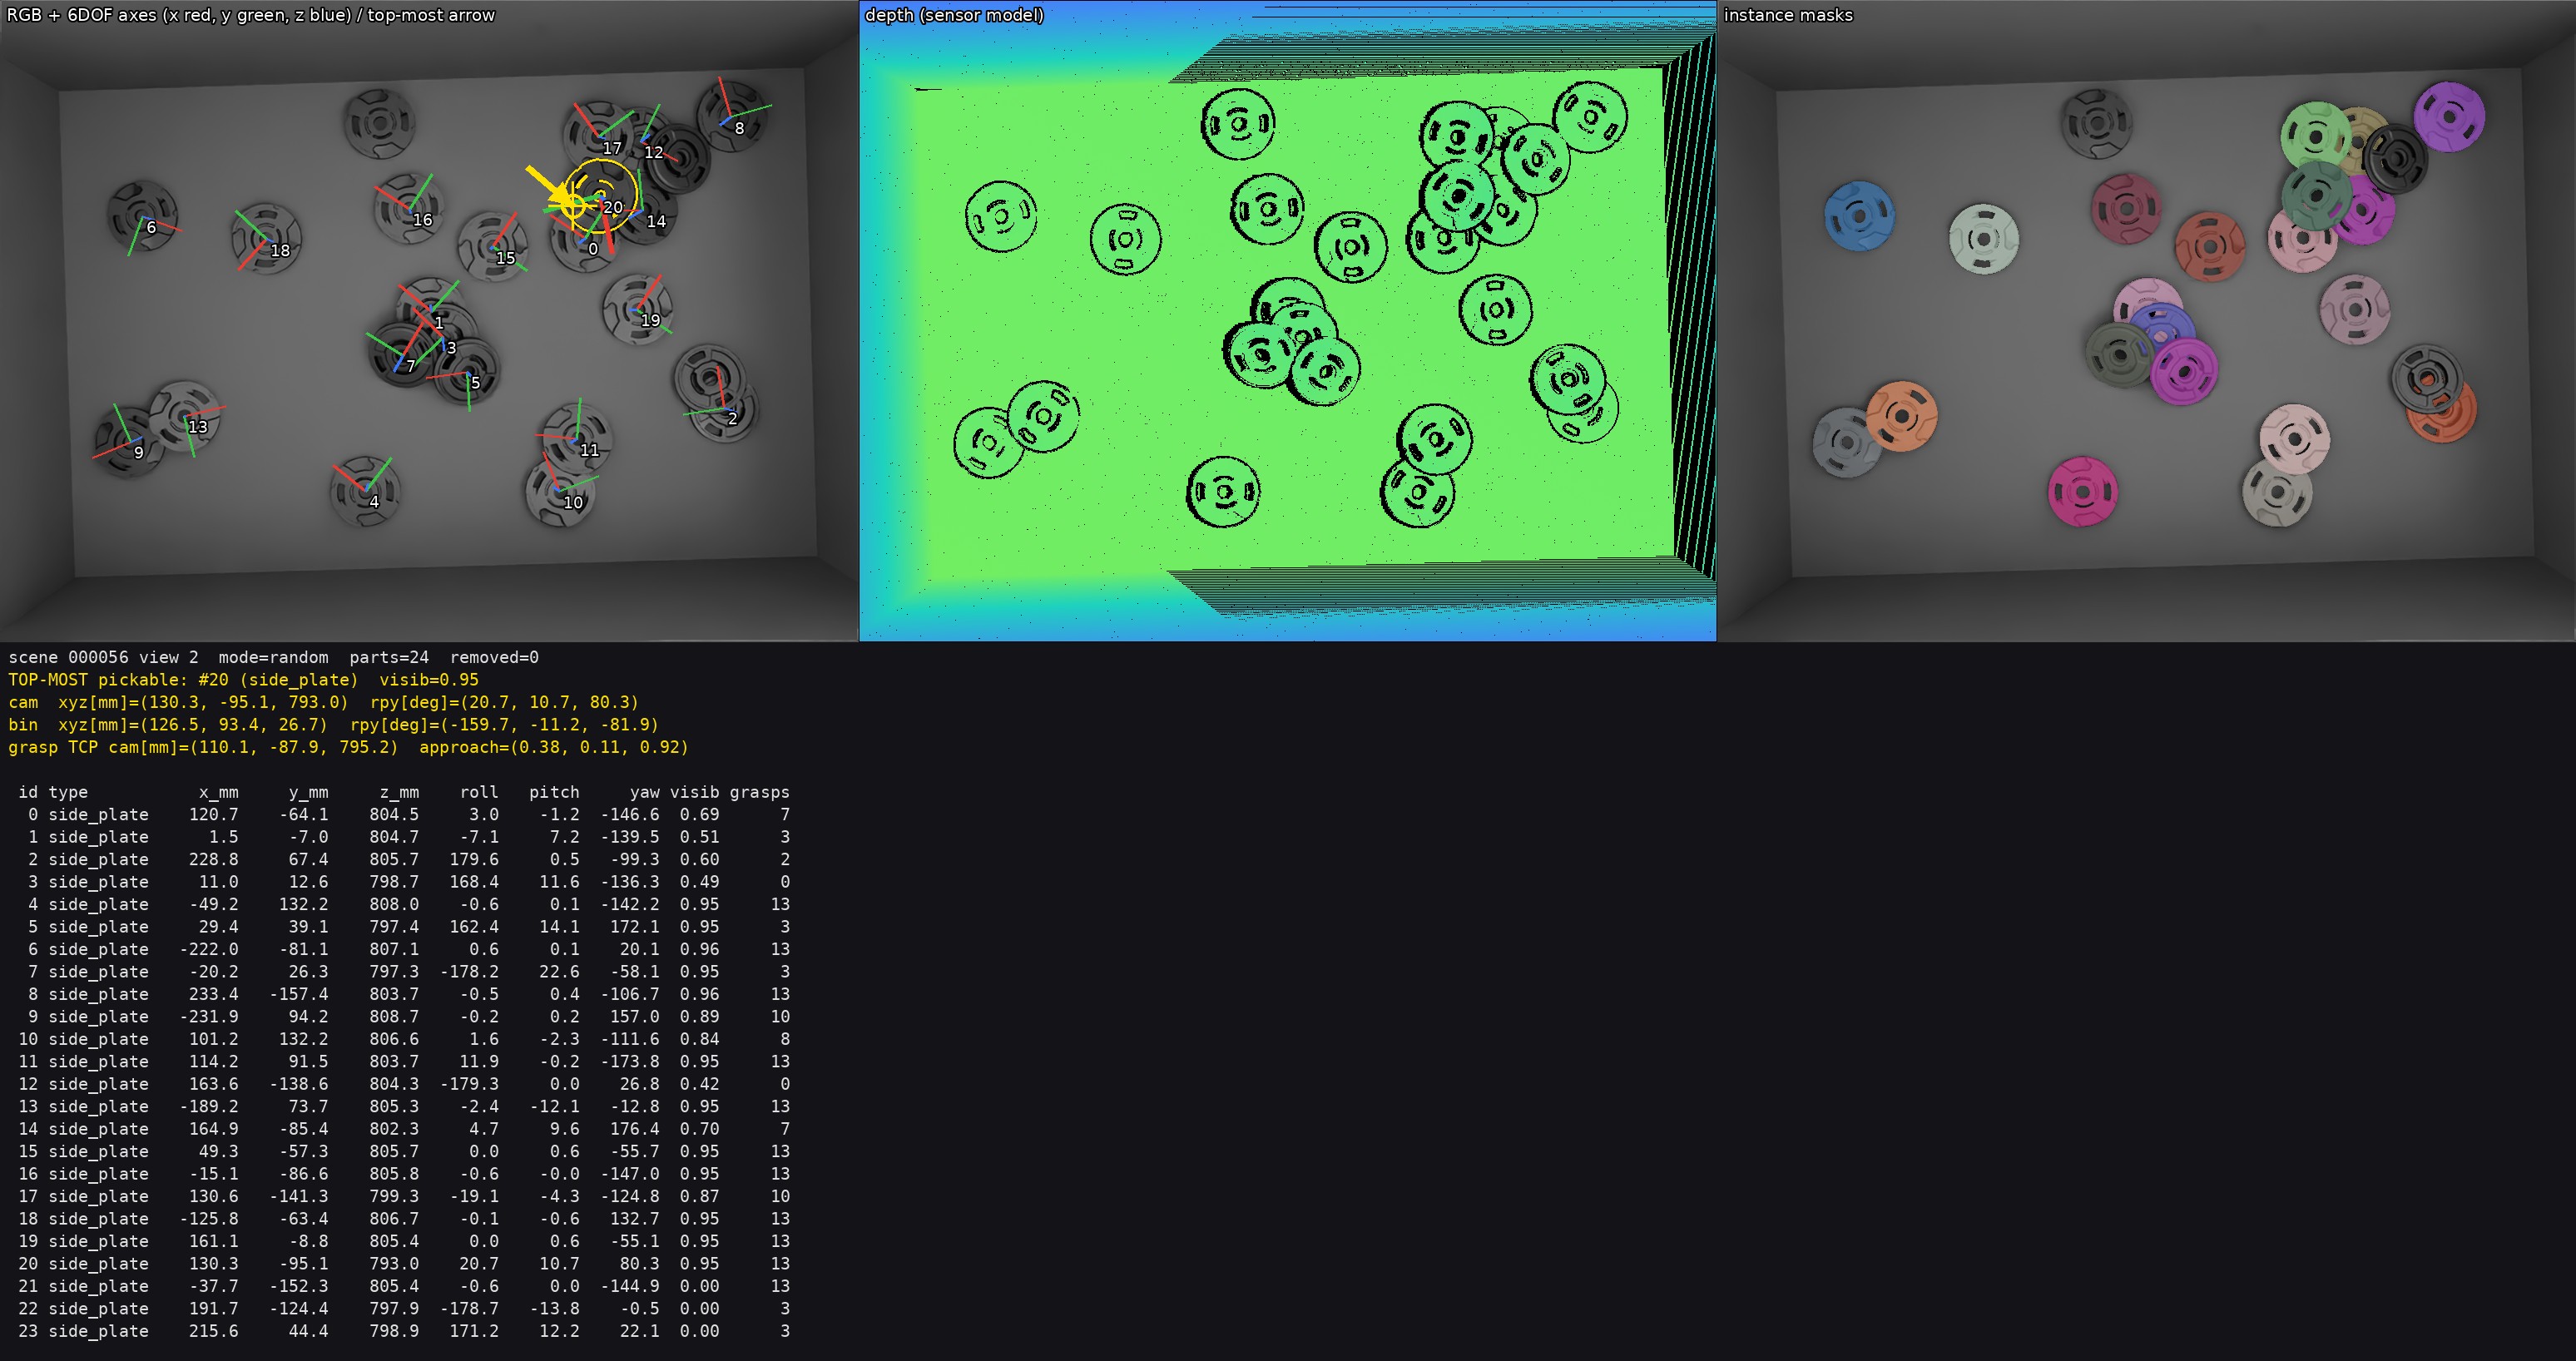 RGB + 6DOF axes (x red, y green, z blue) / top-most arrow
depth (sensor model)
instance masks
8
17
12
6
16
20
14
18
0
15
19
1
3
7
5
2
13
9
11
4
10
scene 000056 view 2  mode=random  parts=24  removed=0
TOP-MOST pickable: #20 (side_plate)  visib=0.95
cam  xyz[mm]=(130.3, -95.1, 793.0)  rpy[deg]=(20.7, 10.7, 80.3)
bin  xyz[mm]=(126.5, 93.4, 26.7)  rpy[deg]=(-159.7, -11.2, -81.9)
grasp TCP cam[mm]=(110.1, -87.9, 795.2)  approach=(0.38, 0.11, 0.92)
id type x_mm y_mm z_mm roll pitch yaw visib grasps
0 side_plate 120.7 -64.1 804.5 3.0 -1.2 -146.6 0.69 7
1 side_plate 1.5 -7.0 804.7 -7.1 7.2 -139.5 0.51 3
2 side_plate 228.8 67.4 805.7 179.6 0.5 -99.3 0.60 2
3 side_plate 11.0 12.6 798.7 168.4 11.6 -136.3 0.49 0
4 side_plate -49.2 132.2 808.0 -0.6 0.1 -142.2 0.95 13
5 side_plate 29.4 39.1 797.4 162.4 14.1 172.1 0.95 3
6 side_plate -222.0 -81.1 807.1 0.6 0.1 20.1 0.96 13
7 side_plate -20.2 26.3 797.3 -178.2 22.6 -58.1 0.95 3
8 side_plate 233.4 -157.4 803.7 -0.5 0.4 -106.7 0.96 13
9 side_plate -231.9 94.2 808.7 -0.2 0.2 157.0 0.89 10
10 side_plate 101.2 132.2 806.6 1.6 -2.3 -111.6 0.84 8
11 side_plate 114.2 91.5 803.7 11.9 -0.2 -173.8 0.95 13
12 side_plate 163.6 -138.6 804.3 -179.3 0.0 26.8 0.42 0
13 side_plate -189.2 73.7 805.3 -2.4 -12.1 -12.8 0.95 13
14 side_plate 164.9 -85.4 802.3 4.7 9.6 176.4 0.70 7
15 side_plate 49.3 -57.3 805.7 0.0 0.6 -55.7 0.95 13
16 side_plate -15.1 -86.6 805.8 -0.6 -0.0 -147.0 0.95 13
17 side_plate 130.6 -141.3 799.3 -19.1 -4.3 -124.8 0.87 10
18 side_plate -125.8 -63.4 806.7 -0.1 -0.6 132.7 0.95 13
19 side_plate 161.1 -8.8 805.4 0.0 0.6 -55.1 0.95 13
20 side_plate 130.3 -95.1 793.0 20.7 10.7 80.3 0.95 13
21 side_plate -37.7 -152.3 805.4 -0.6 0.0 -144.9 0.00 13
22 side_plate 191.7 -124.4 797.9 -178.7 -13.8 -0.5 0.00 3
23 side_plate 215.6 44.4 798.9 171.2 12.2 22.1 0.00 3